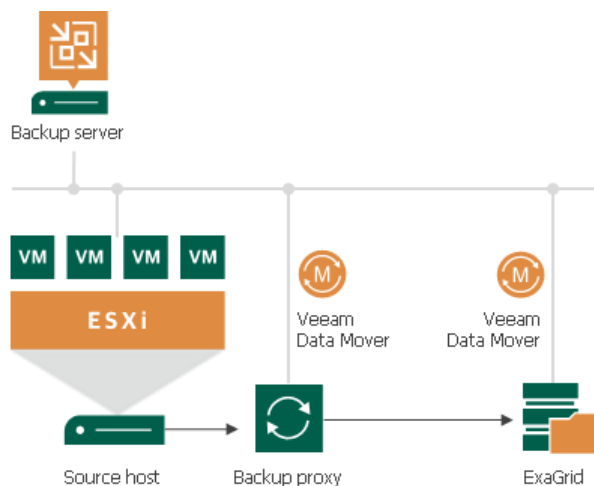 Backup server
VM VM VM VM
ESXi
M M
Veeam Data Mover
Veeam Data Mover
Source host
Backup proxy
ExaGrid